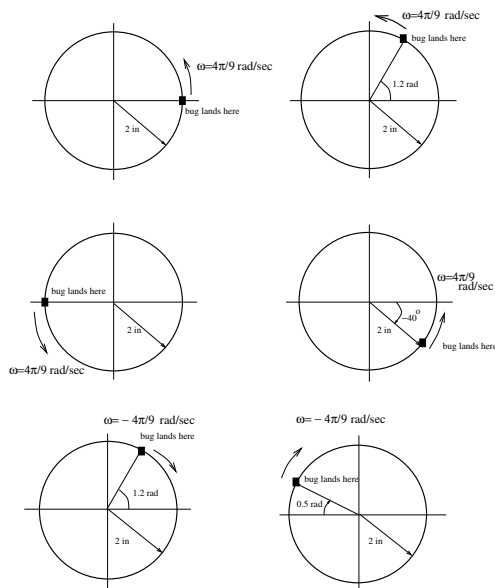 ω=4π/9 rad/sec
bug lands here
2 in
ω=4π/9 rad/sec
bug lands here
1.2 rad
2 in
bug lands here
2 in
ω=4π/9 rad/sec
ω=4π/9
rad/sec
−40°
2 in
bug lands here
ω= − 4π/9 rad/sec
bug lands here
1.2 rad
2 in
ω= − 4π/9 rad/sec
bug lands here
0.5 rad
2 in